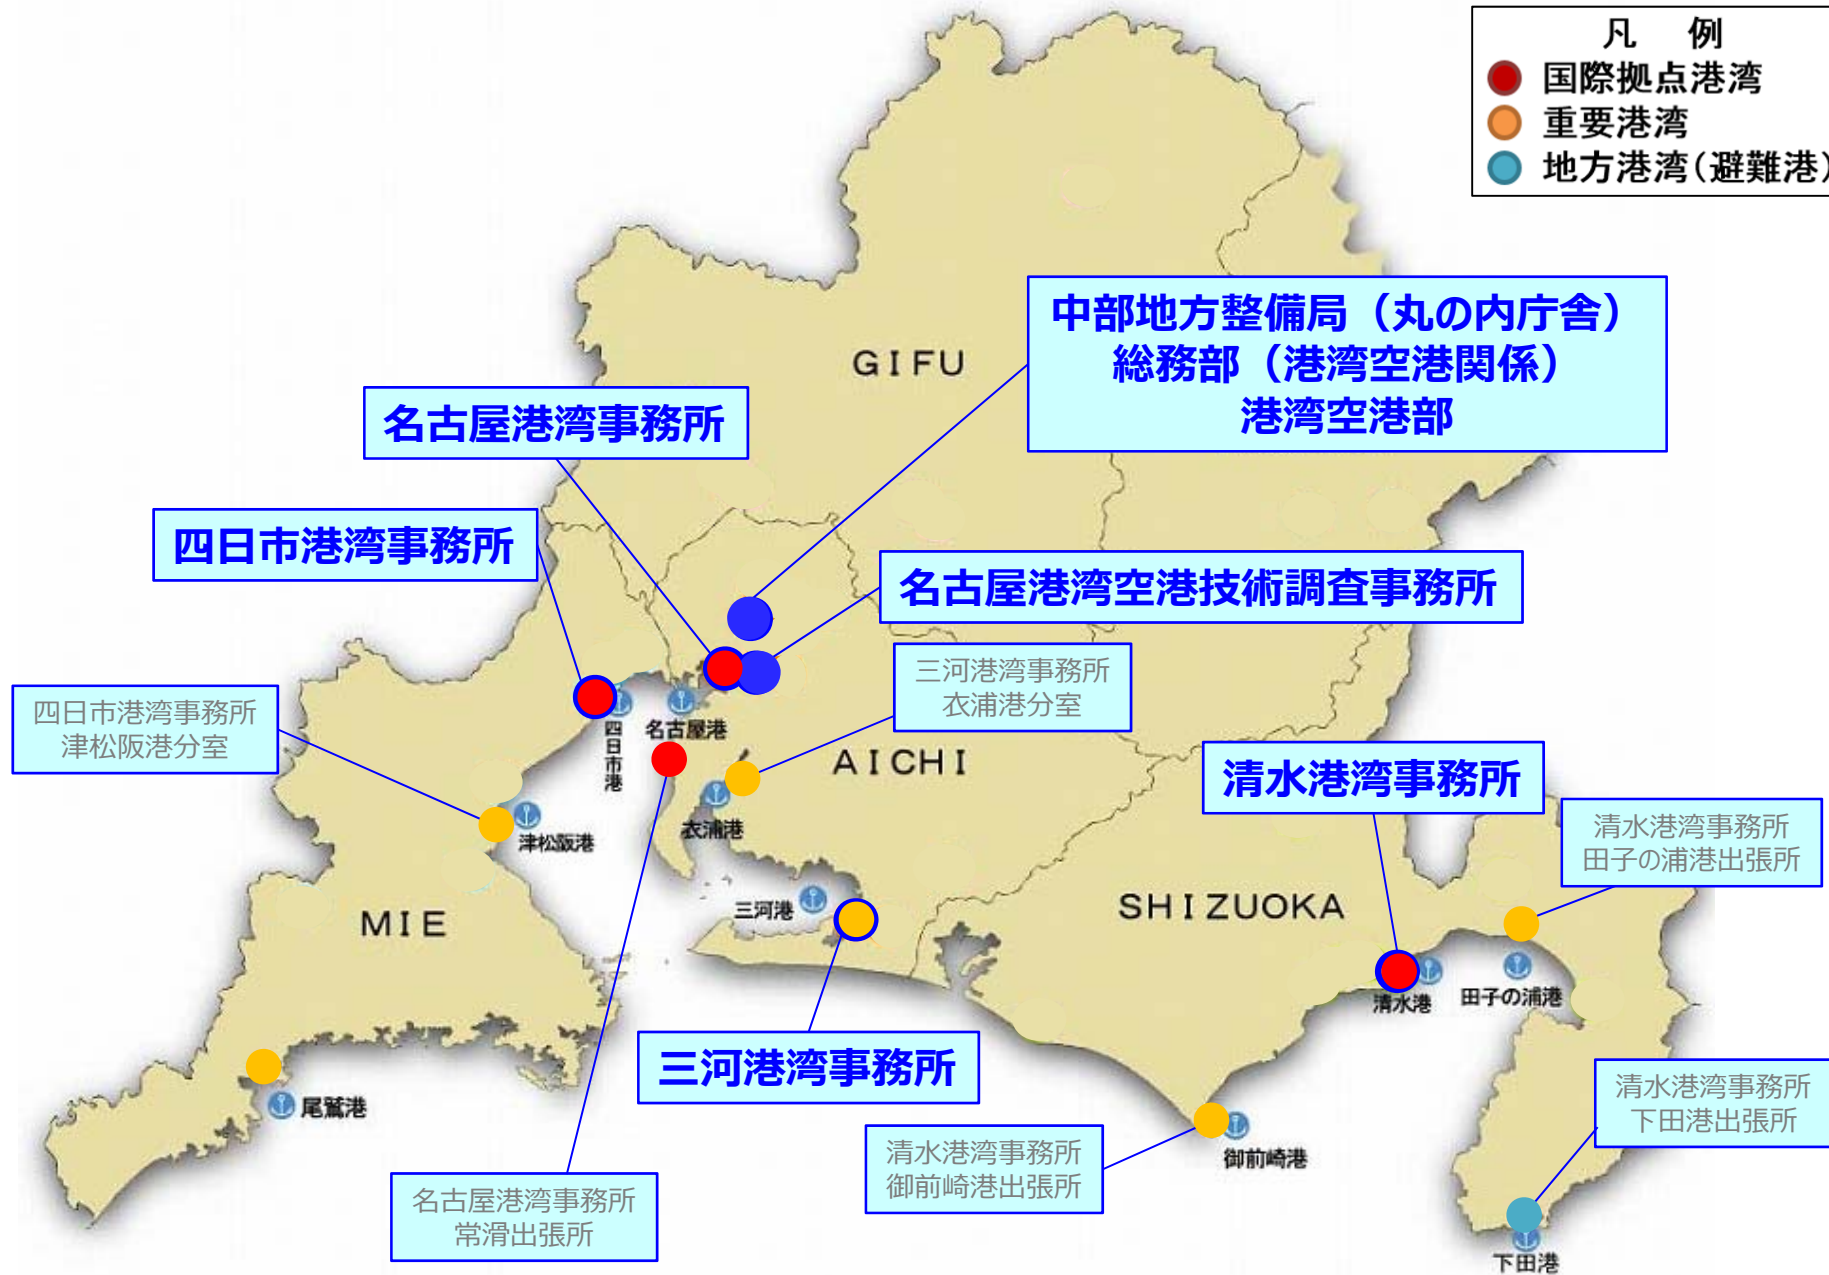 凡 例
国際拠点港湾
重要港湾
地方港湾(避難港)
中部地方整備局（丸の内庁舎）
総務部（港湾空港関係）
港湾空港部
GIFU
名古屋港湾事務所
四日市港湾事務所
名古屋港湾空港技術調査事務所
三河港湾事務所
衣浦港分室
四日市港湾事務所
津松阪港分室
四日市港
名古屋港
AICHI
清水港湾事務所
衣浦港
津松阪港
清水港湾事務所
田子の浦港出張所
三河港
SHIZUOKA
MIE
清水港
田子の浦港
三河港湾事務所
尾鷲港
清水港湾事務所
下田港出張所
御前崎港
清水港湾事務所
御前崎港出張所
名古屋港湾事務所
常滑出張所
下田港